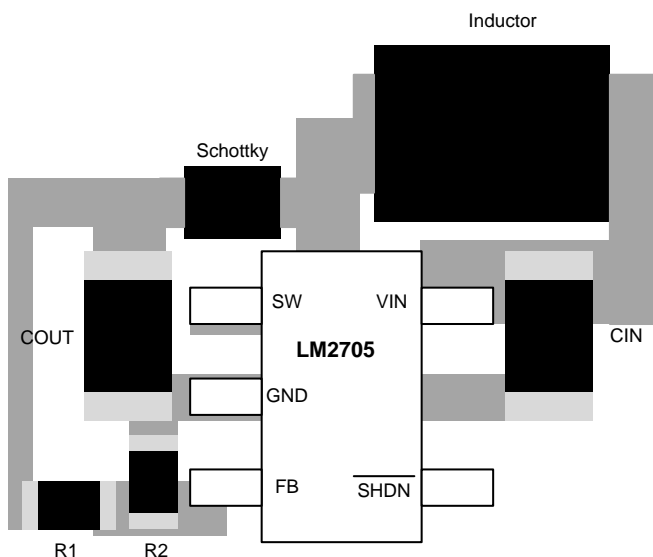 Inductor
Schottky
SW
VIN
COUT
LM2705
CIN
GND
FB
SHDN
R1
R2